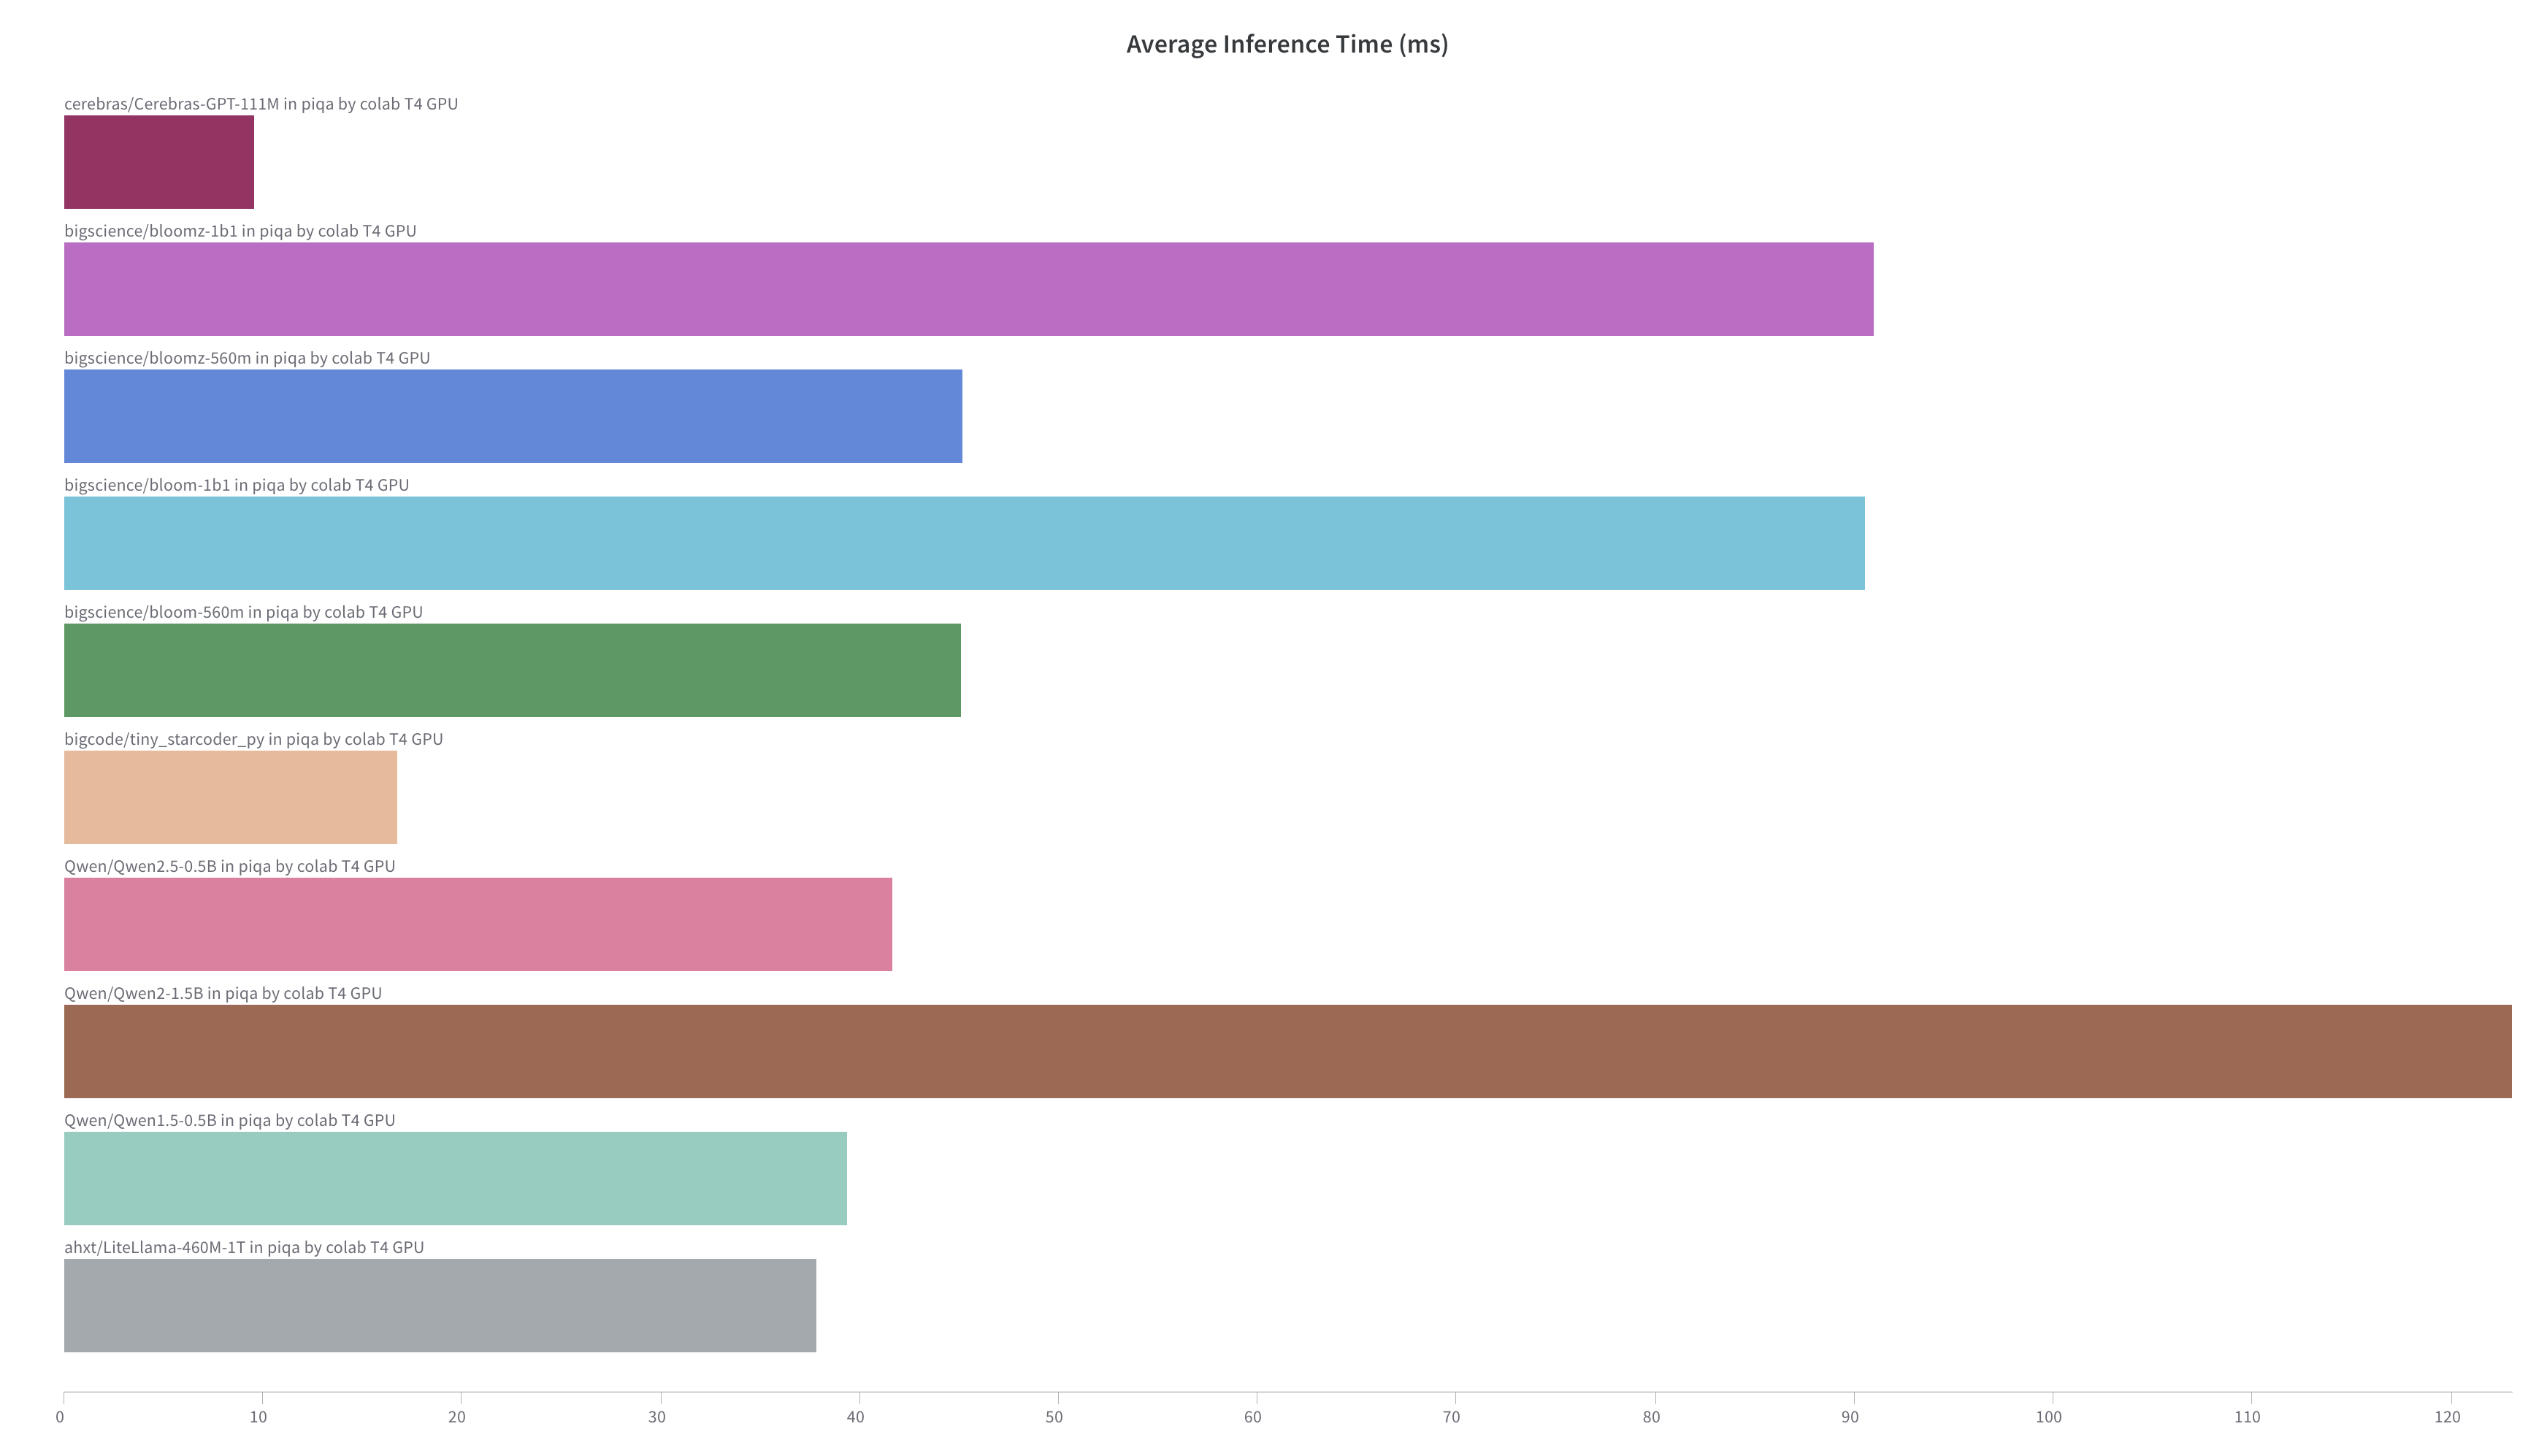 Average Inference Time (ms)
cerebras/Cerebras-GPT-111M in piqa by colab T4 GPU
bigscience/bloomz-1b1 in piqa by colab T4 GPU
bigscience/bloomz-560m in piqa by colab T4 GPU
bigscience/bloom-1b1 in piqa by colab T4 GPU
bigscience/bloom-560m in piqa by colab T4 GPU
bigcode/tiny_starcoder_py in piqa by colab T4 GPU
Qwen/Qwen2.5-0.5B in piqa by colab T4 GPU
Qwen/Qwen2-1.5B in piqa by colab T4 GPU
Qwen/Qwen1.5-0.5B in piqa by colab T4 GPU
ahxt/LiteLlama-460M-1T in piqa by colab T4 GPU
0 10 20 30 40 50 60 70 80 90 100 110 120